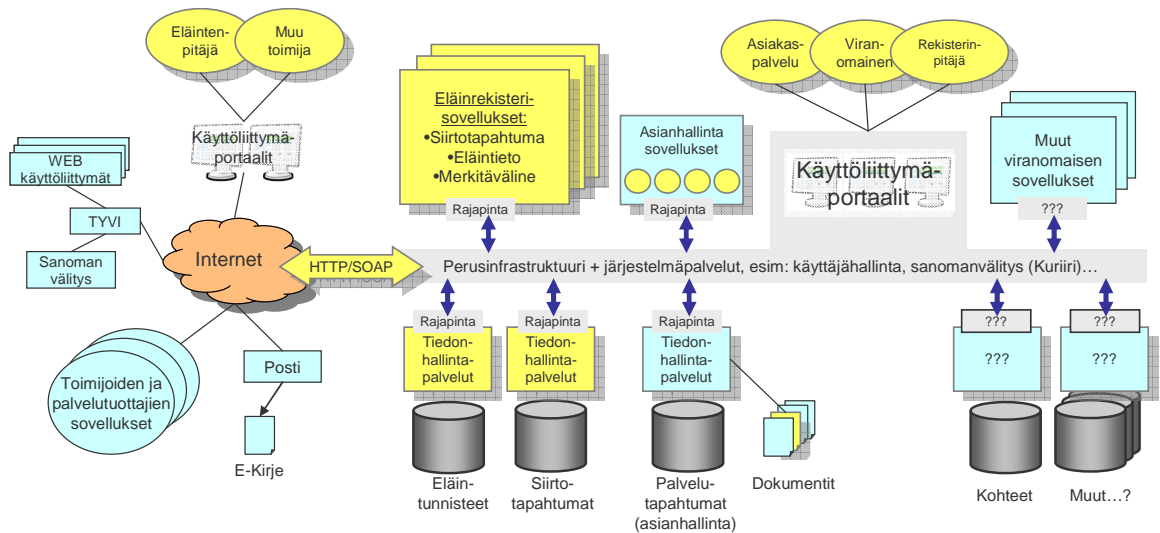 Eläinten-
pitäjä
Muu
toimija
Käyttöliittymä-
portaalit
WEB
käyttöliittymät
TYVI
Sanoman
välitys
Internet
HTTP/SOAP
Toimijoiden ja
palvelutuottajien
sovellukset
Posti
E-Kirje
Eläinrekisteri-
sovellukset:
•Siirtotapahtuma
•Eläintieto
•Merkitäväline
Rajapinta
Asianhallinta
sovellukset
Rajapinta
Asiakas-
palvelu
Viran-
omainen
Rekisterin-
pitäjä
Käyttöliittymä-
portaalit
Muut
viranomaisen
sovellukset
???
Perusinfrastruktuuri + järjestelmäpalvelut, esim: käyttäjähallinta, sanomanvälitys (Kuriiri)…
Rajapinta
Tiedon-
hallinta-
palvelut
Eläin-
tunnisteet
Rajapinta
Tiedon-
hallinta-
palvelut
Siirto-
tapahtumat
Rajapinta
Tiedon-
hallinta-
palvelut
Palvelu-
tapahtumat
(asianhallinta)
Dokumentit
???
???
Kohteet
???
???
Muut…?